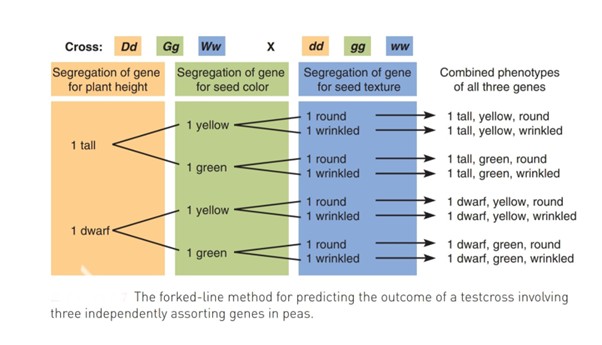 Cross: Dd Gg Ww X dd gg ww
Segregation of gene for plant height
Segregation of gene for seed color
Segregation of gene for seed texture
Combined phenotypes of all three genes
1 tall
1 yellow
1 round
1 wrinkled
1 tall, yellow, round
1 tall, yellow, wrinkled
1 green
1 round
1 wrinkled
1 tall, green, round
1 tall, green, wrinkled
1 dwarf
1 yellow
1 round
1 wrinkled
1 dwarf, yellow, round
1 dwarf, yellow, wrinkled
1 green
1 round
1 wrinkled
1 dwarf, green, round
1 dwarf, green, wrinkled
: The forked-line method for predicting the outcome of a testcross involving
three independently assorting genes in peas.